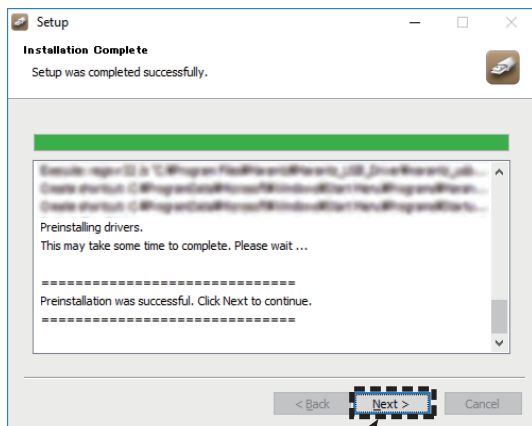 Setup
Installation Complete
Setup was completed successfully.
Preinstalling drivers.
This may take some time to complete. Please wait ...
==============================
Preinstallation was successful. Click Next to continue.
==============================
< Back
Next >
Cancel